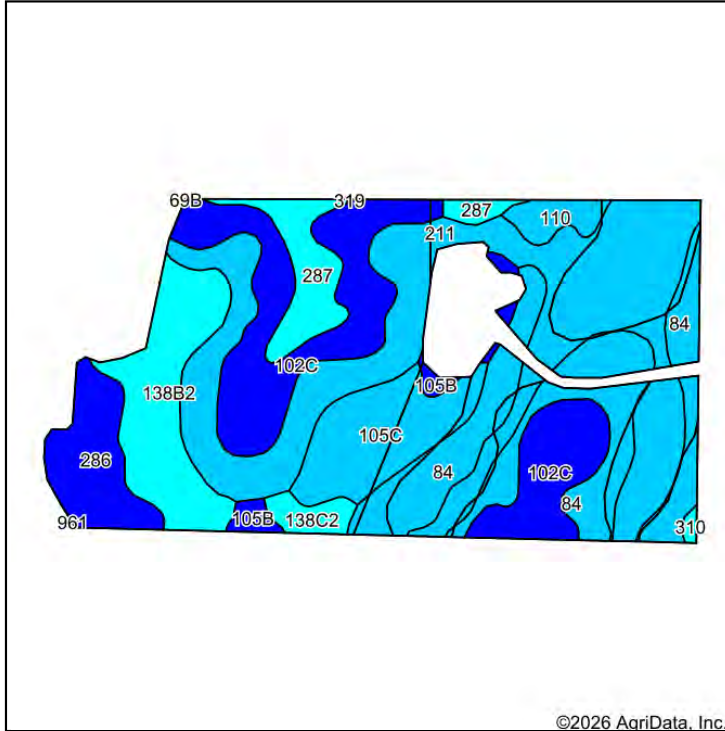 69B
319
287
110
211
287
84
102C
105B
138B2
105C
286
84
102C
84
105B
138C2
961
310
©2026 AgriData, Inc.